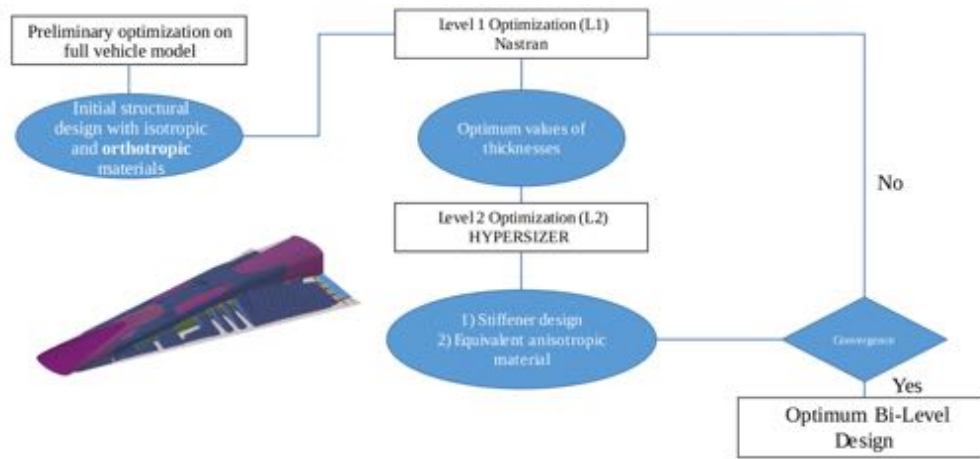 Preliminary optimization on
full vehicle model
Initial structural
design with isotropic
and orthotropic
materials
Level 1 Optimization (L1)
Nastran
Optimum values of
thicknesses
Level 2 Optimization (L2)
HYPERSIZER
1) Stiffener design
2) Equivalent anisotropic
material
Convergence
No
Yes
Optimum Bi-Level
Design